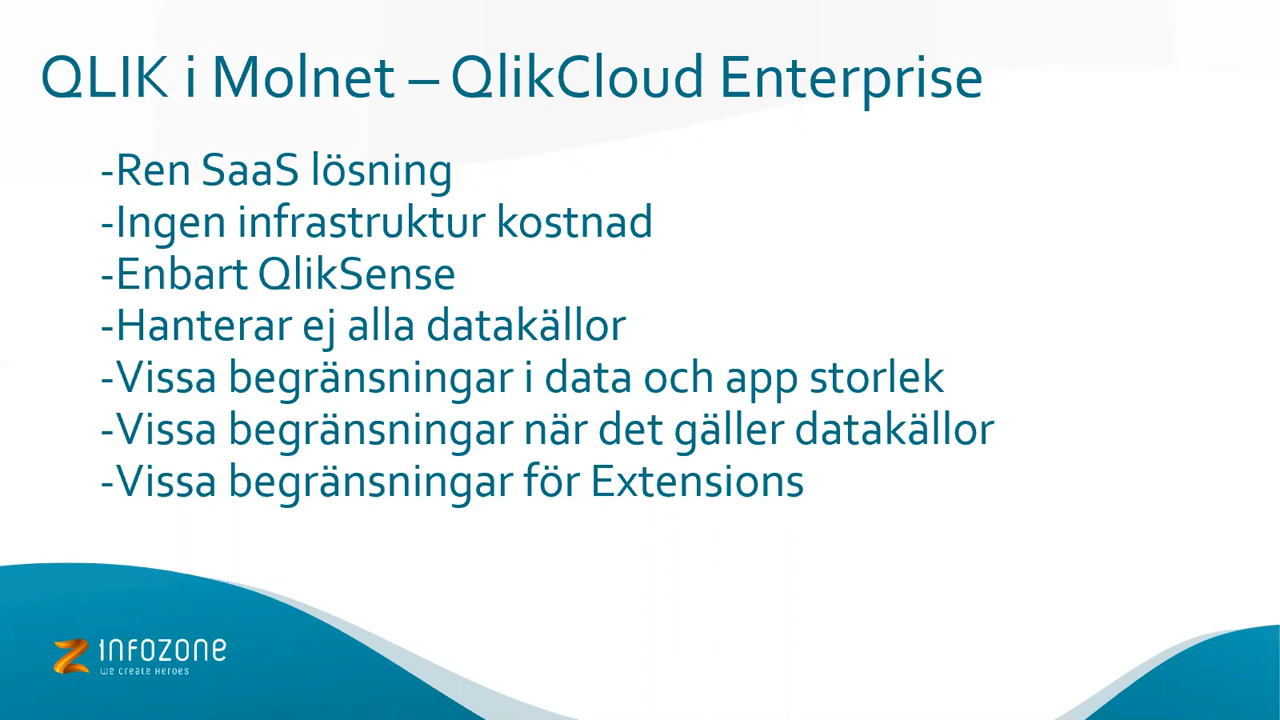 QLIK i Molnet – QlikCloud Enterprise
-Ren SaaS lösning
-Ingen infrastruktur kostnad
-Enbart QlikSense
-Hanterar ej alla datakällor
-Vissa begränsningar i data och app storlek
-Vissa begränsningar när det gäller datakällor
-Vissa begränsningar för Extensions
INFOZONE
WE CREATE HEROES